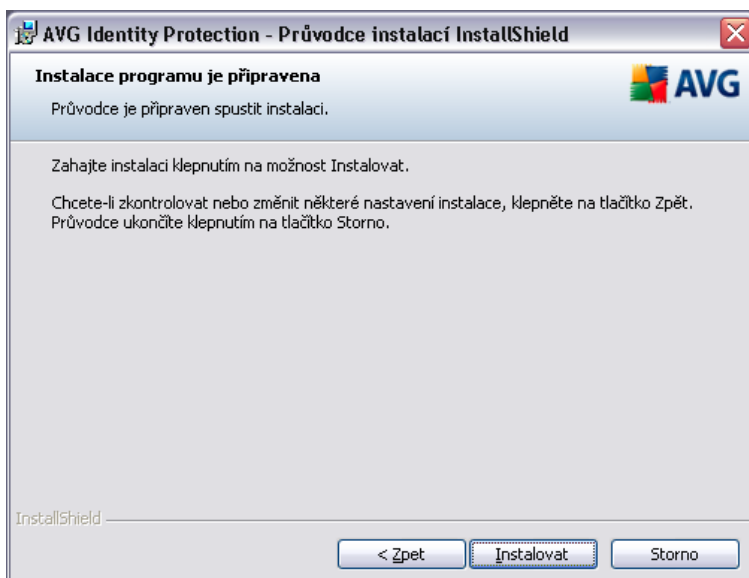 AVG Identity Protection - Průvodce instalací InstallShield
Instalace programu je připravena
AVG
Průvodce je připraven spustit instalaci.
Zahajte instalaci klepnutím na možnost Instalovat.
Chcete-li zkontrolovat nebo změnit některé nastavení instalace, klepněte na tlačítko Zpět.
Průvodce ukončíte klepnutím na tlačítko Storno.
InstallShield
< Zpet
Instalovat
Storno